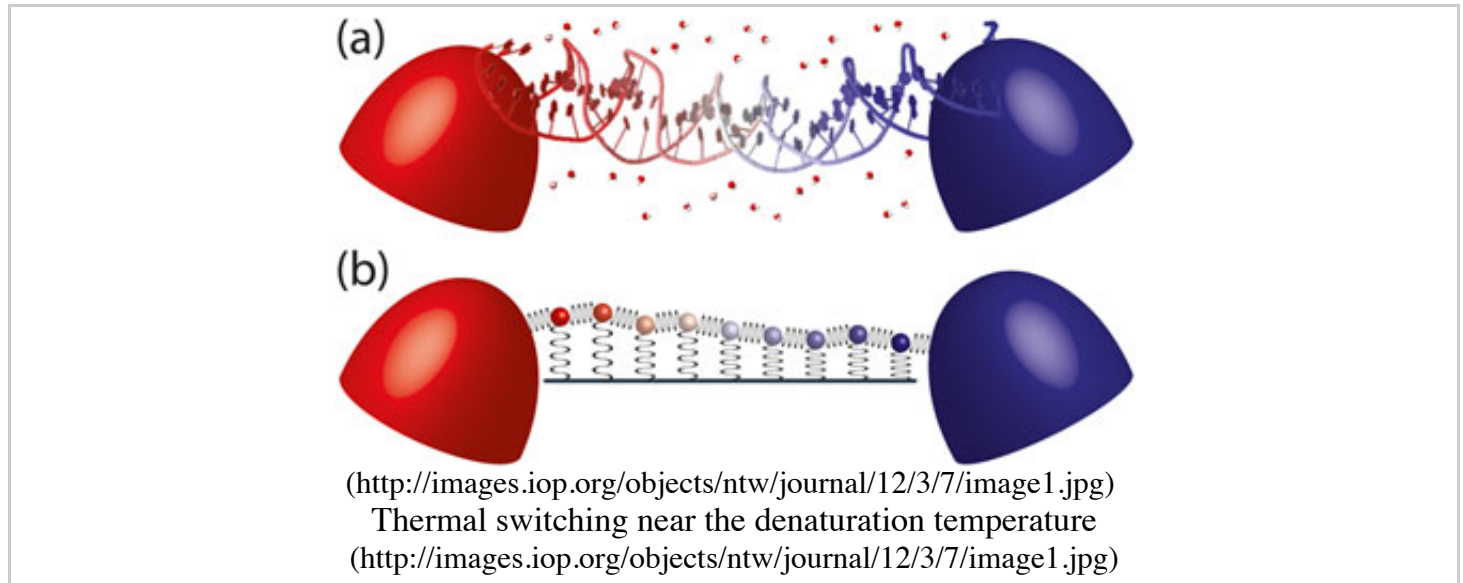 (a)
(b)
(http://images.iop.org/objects/ntw/journal/12/3/7/image1.jpg)
Thermal switching near the denaturation temperature
(http://images.iop.org/objects/ntw/journal/12/3/7/image1.jpg)